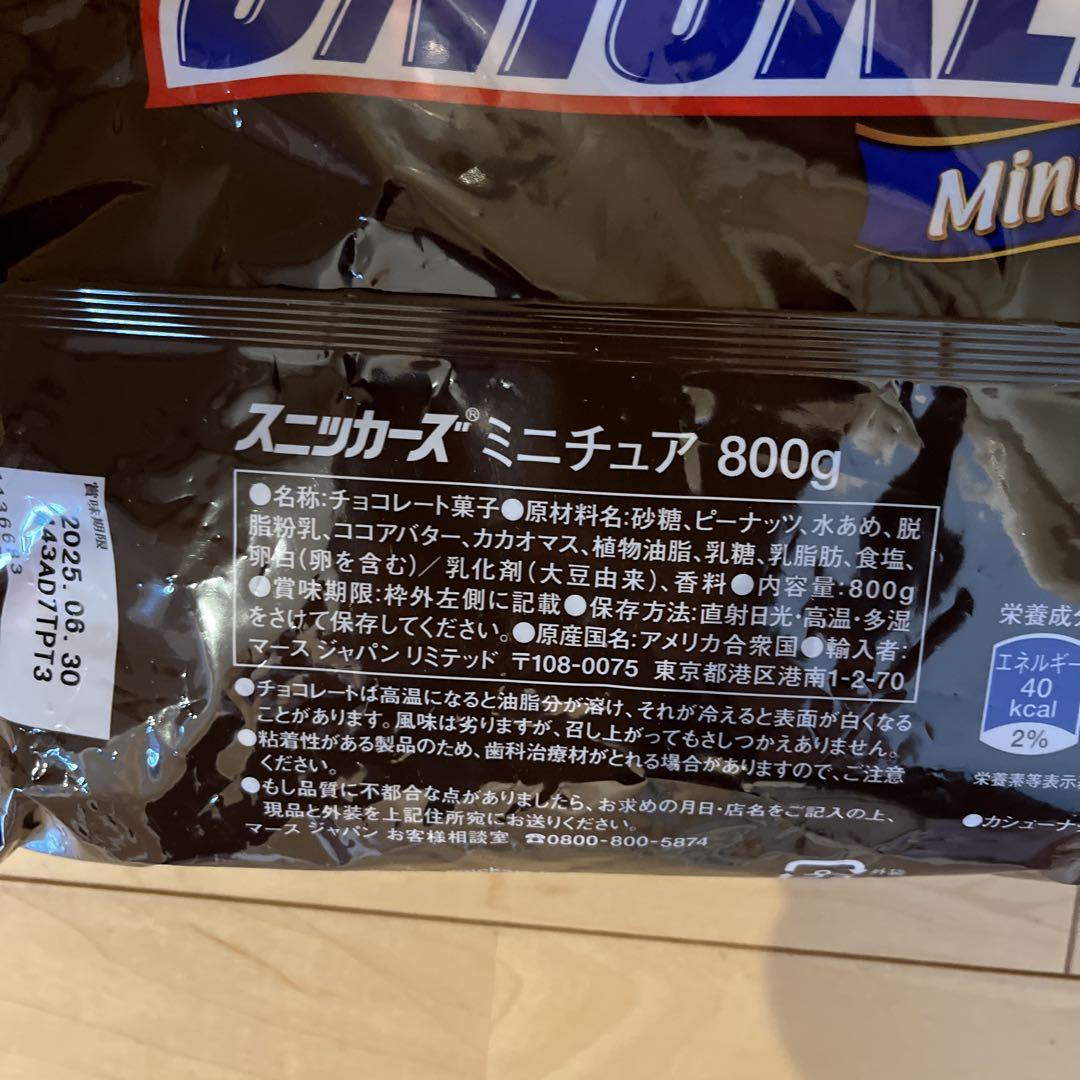 スニッカーズ® ミニチュア 800g
●名称:チョコレート菓子●原材料名:砂糖、ピーナッツ、水あめ、脱
脂粉乳、ココアバター、カカオマス、植物油脂、乳糖、乳脂肪、食塩、
卵白(卵を含む)／乳化剤(大豆由来)、香料●内容量:800g
●賞味期限:枠外左側に記載●保存方法:直射日光・高温・多湿
をさけて保存してください。●原産国名:アメリカ合衆国●輸入者:
マース ジャパン リミテッド 〒108-0075 東京都港区港南1-2-70
●チョコレートは高温になると油脂分が溶け、それが冷えると表面が白くなる
ことがあります。風味は劣りますが、召し上がってもさしつかえありません。
●粘着性がある製品のため、歯科治療材がとれる場合がありますので、ご注意
ください。
●もし品質に不都合な点がありましたら、お求めの月日・店名をご記入の上、
現品と外装を上記住所宛にお送りください。
マース ジャパン お客様相談室 ☎0800-800-5874
賞味期限
2025. 06. 30
43AD7TPT3
栄養成分
エネルギー
40
kcal
2%
栄養素等表示
●カシューナ
外袋